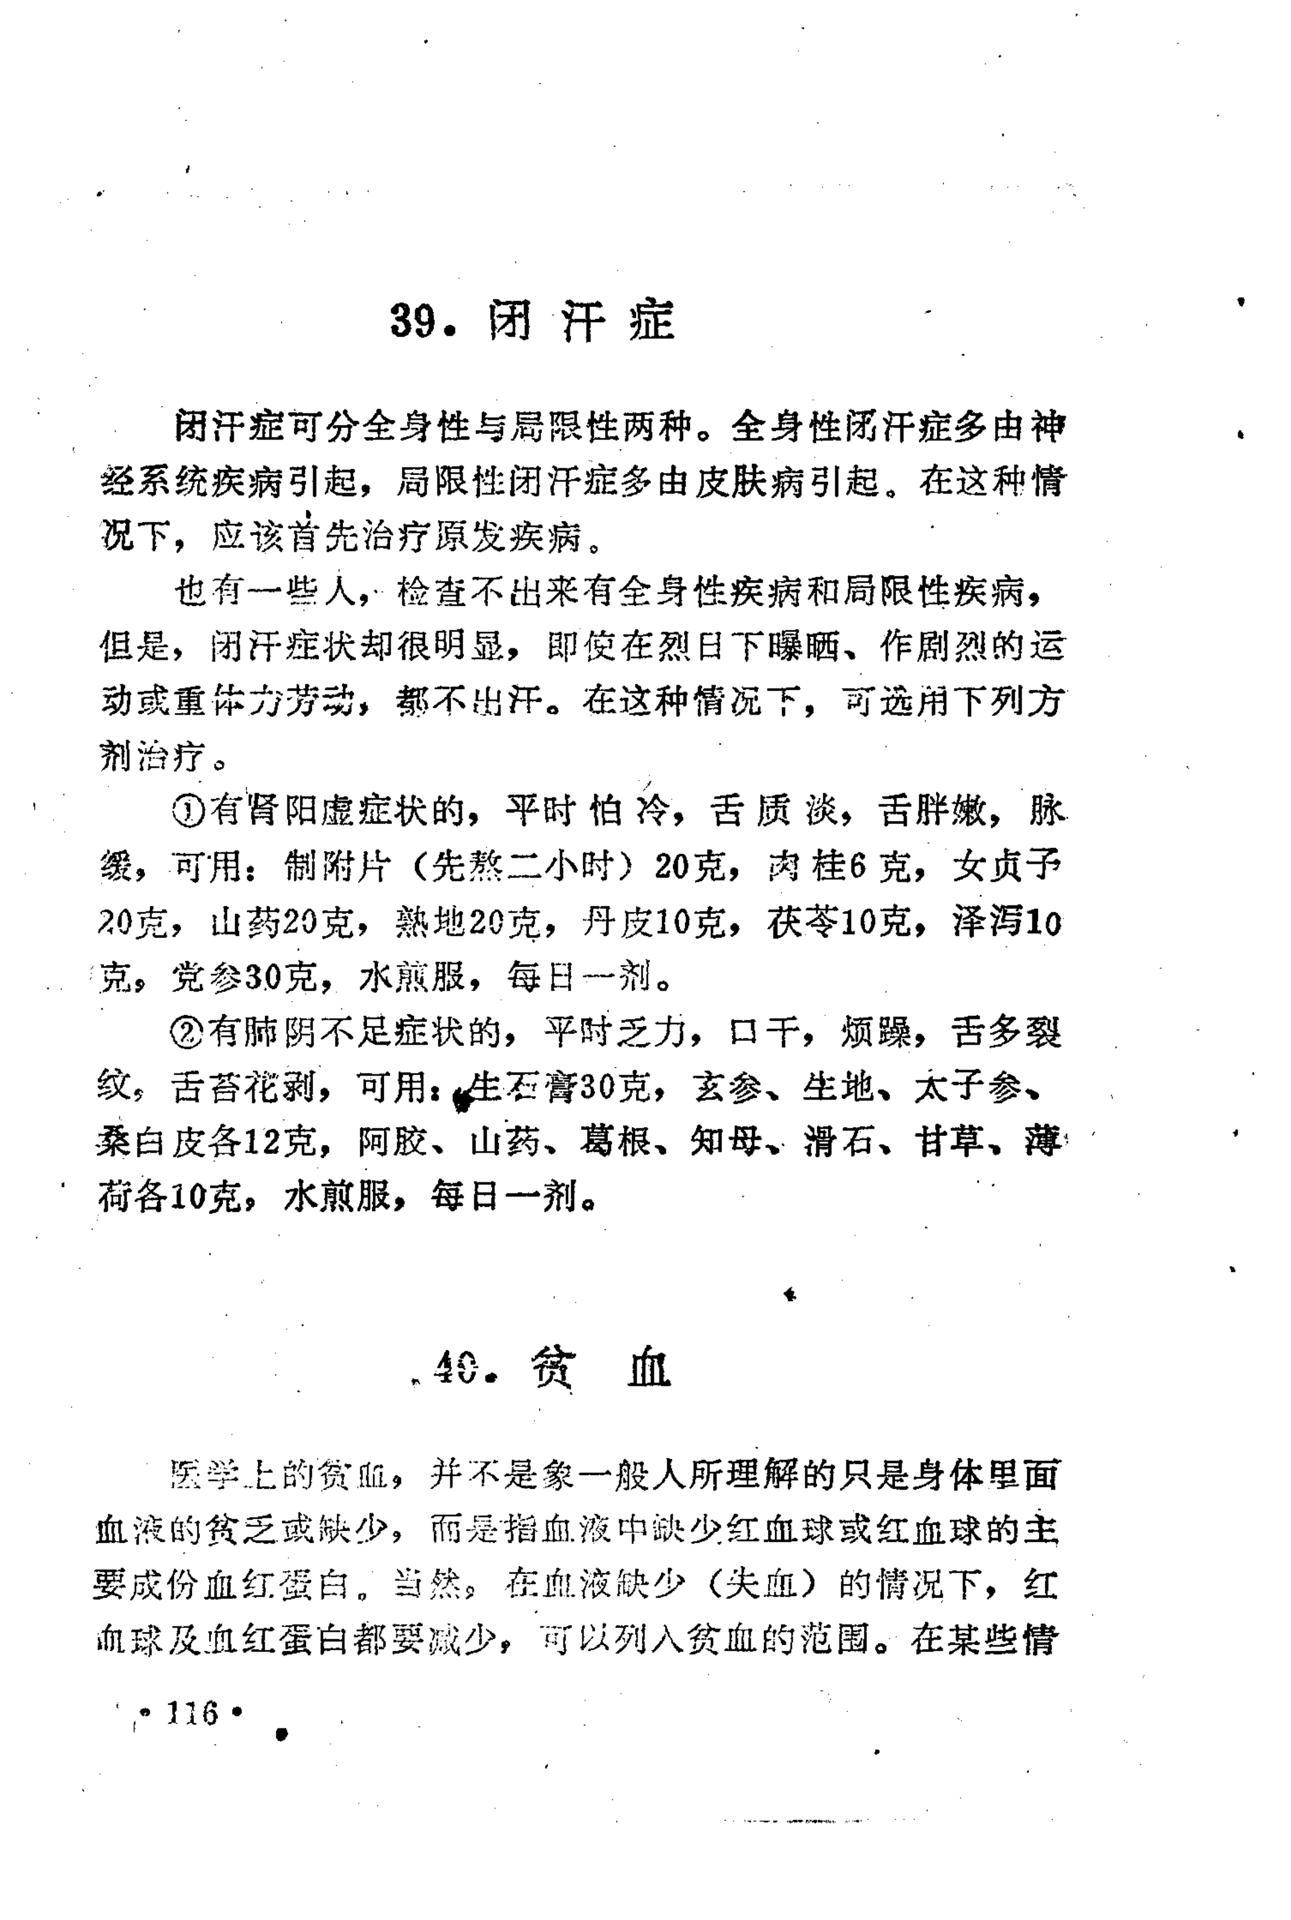 39. 闭汗症
闭汗症可分全身性与局限性两种。全身性闭汗症多由神
经系统疾病引起，局限性闭汗症多由皮肤病引起。在这种情
况下，应该首先治疗原发疾病。
也有一些人，检查不出来有全身性疾病和局限性疾病，
但是，闭汗症状却很明显，即使在烈日下曝晒、作剧烈的运
动或重体力劳动，都不出汗。在这种情况下，可选用下列方
剂治疗。
①有肾阳虚症状的，平时怕冷，舌质淡，舌胖嫩，脉
缓，可用：制附片（先熬二小时）20克，肉桂6克，女贞子
20克，山药20克，熟地20克，丹皮10克，茯苓10克，泽泻10
克，党参30克，水煎服，每日一剂。
②有肺阴不足症状的，平时乏力，口干，烦躁，舌多裂
纹，舌苔花剥，可用：生石膏30克，玄参、生地、太子参、
桑白皮各12克，阿胶、山药、葛根、知母、滑石、甘草、薄
荷各10克，水煎服，每日一剂。
40. 贫血
医学上的贫血，并不是象一般人所理解的只是身体里面
血液的贫乏或缺少，而是指血液中缺少红血球或红血球的主
要成份血红蛋白。当然，在血液缺少（失血）的情况下，红
血球及血红蛋白都要减少，可以列入贫血的范围。在某些情
·116·